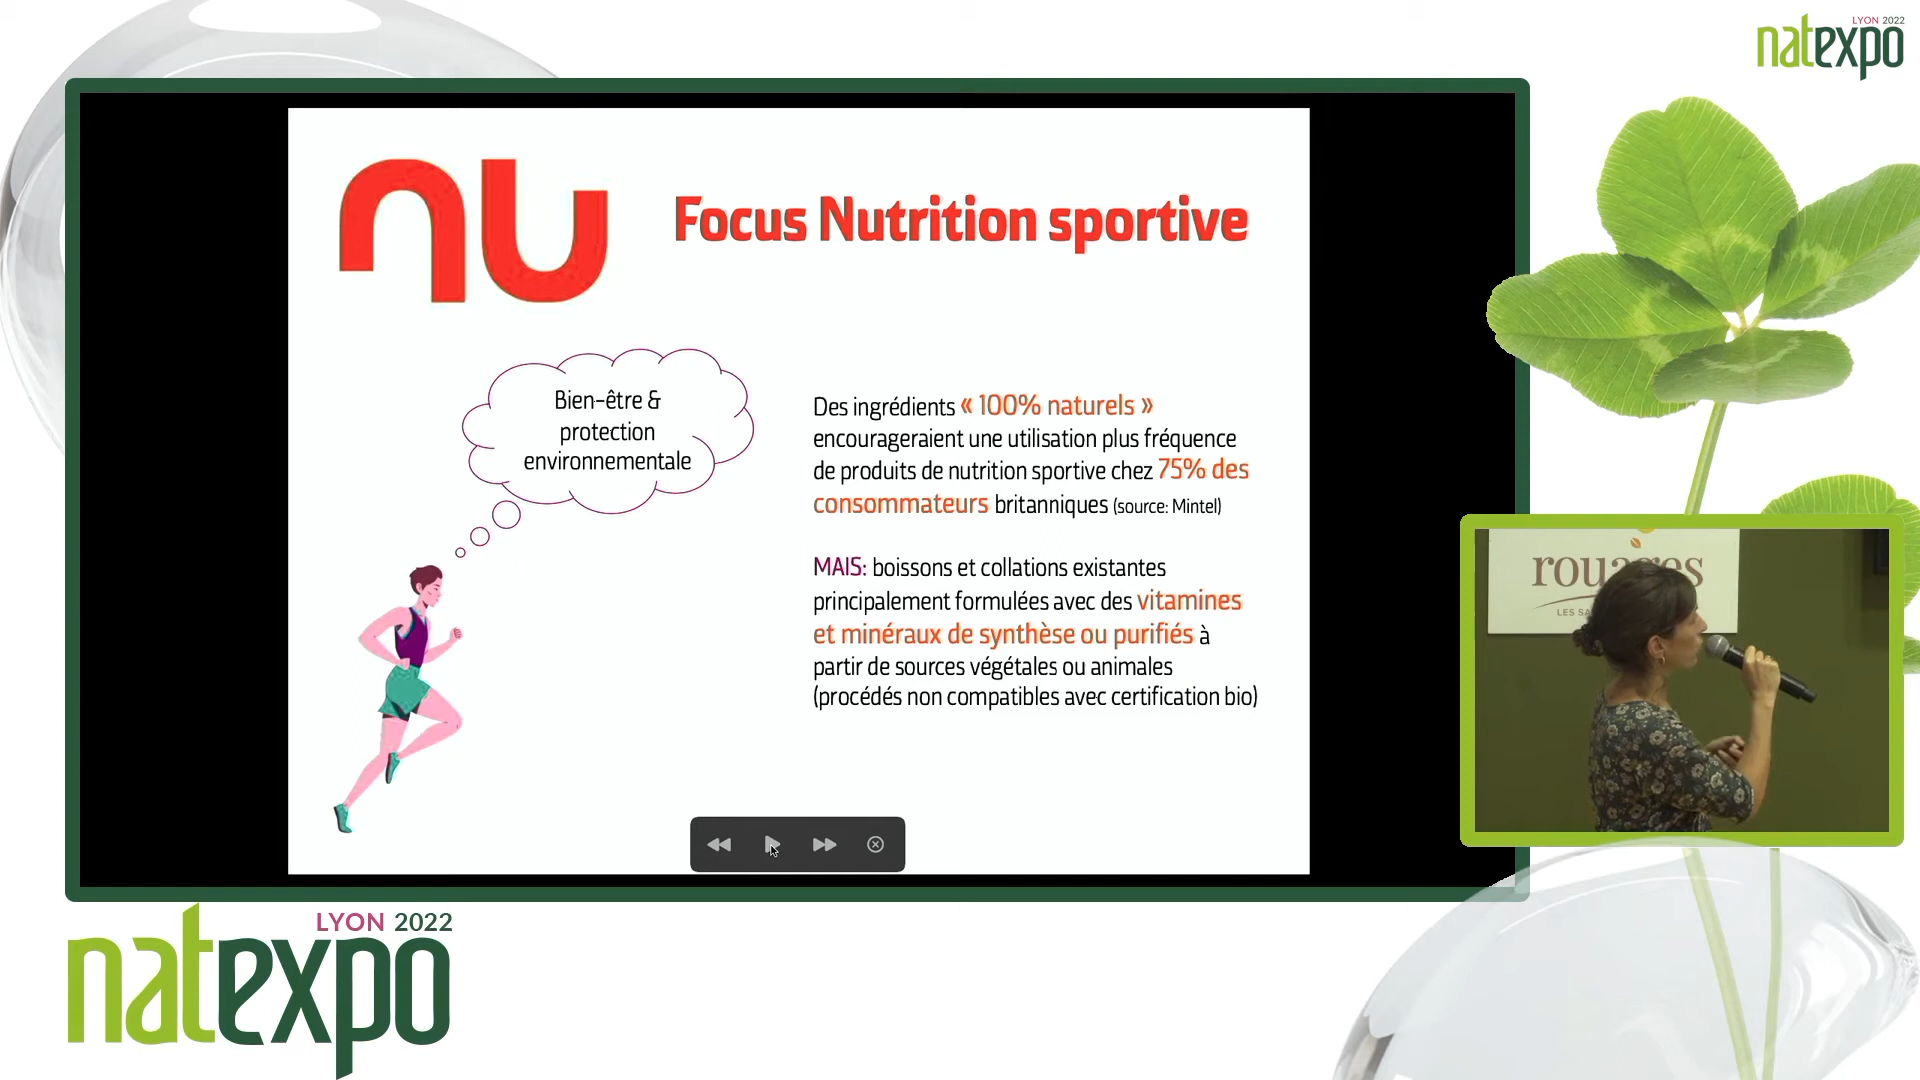 LYON 2022
natexpo
nu
Focus Nutrition sportive
Bien-être &
protection
environnementale
Des ingrédients « 100% naturels »
encourageraient une utilisation plus fréquence
de produits de nutrition sportive chez 75% des
consommateurs britanniques (source: Mintel)
MAIS: boissons et collations existantes
principalement formulées avec des vitamines
et minéraux de synthèse ou purifiés à
partir de sources végétales ou animales
(procédés non compatibles avec certification bio)
LES
LYON 2022
natexpo